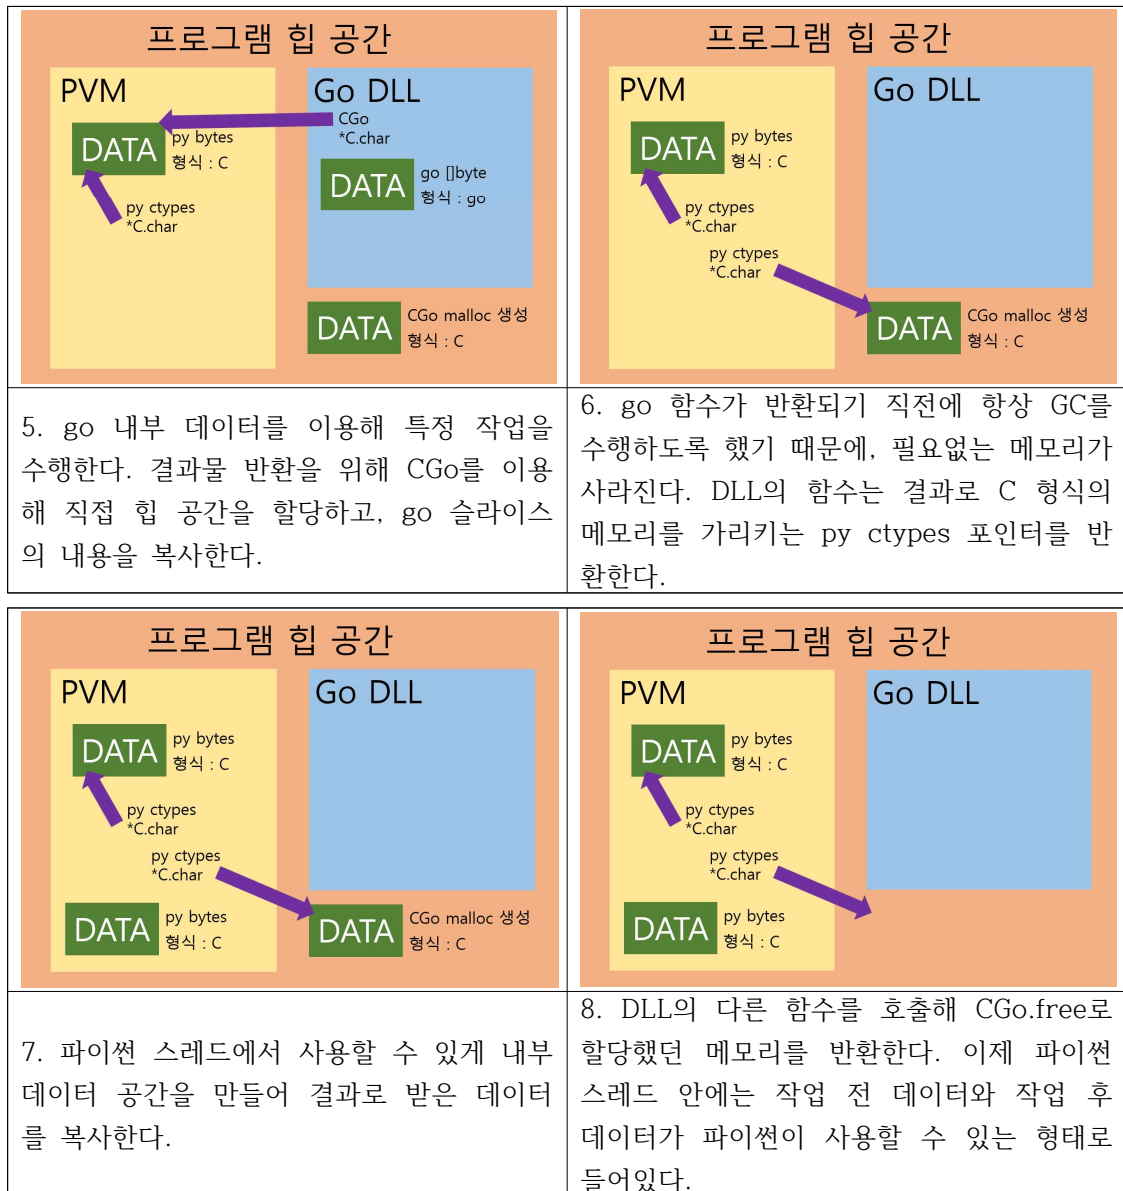 프로그램 힙 공간
PVM
Go DLL
CGo
*C.char
DATA
py bytes
형식 : C
DATA
go []byte
형식 : go
py ctypes
*C.char
DATA
CGo malloc 생성
형식 : C
5. go 내부 데이터를 이용해 특정 작업을
수행한다. 결과물 반환을 위해 CGo를 이용
해 직접 힙 공간을 할당하고, go 슬라이스
의 내용을 복사한다.
프로그램 힙 공간
PVM
Go DLL
DATA
py bytes
형식 : C
py ctypes
*C.char
py ctypes
*C.char
DATA
CGo malloc 생성
형식 : C
6. go 함수가 반환되기 직전에 항상 GC를
수행하도록 했기 때문에, 필요없는 메모리가
사라진다. DLL의 함수는 결과로 C 형식의
메모리를 가리키는 py ctypes 포인터를 반
환한다.
프로그램 힙 공간
PVM
Go DLL
DATA
py bytes
형식 : C
py ctypes
*C.char
py ctypes
*C.char
DATA
py bytes
형식 : C
DATA
CGo malloc 생성
형식 : C
7. 파이썬 스레드에서 사용할 수 있게 내부
데이터 공간을 만들어 결과로 받은 데이터
를 복사한다.
프로그램 힙 공간
PVM
Go DLL
DATA
py bytes
형식 : C
py ctypes
*C.char
py ctypes
*C.char
DATA
py bytes
형식 : C
8. DLL의 다른 함수를 호출해 CGo.free로
할당했던 메모리를 반환한다. 이제 파이썬
스레드 안에는 작업 전 데이터와 작업 후
데이터가 파이썬이 사용할 수 있는 형태로
들어있다.